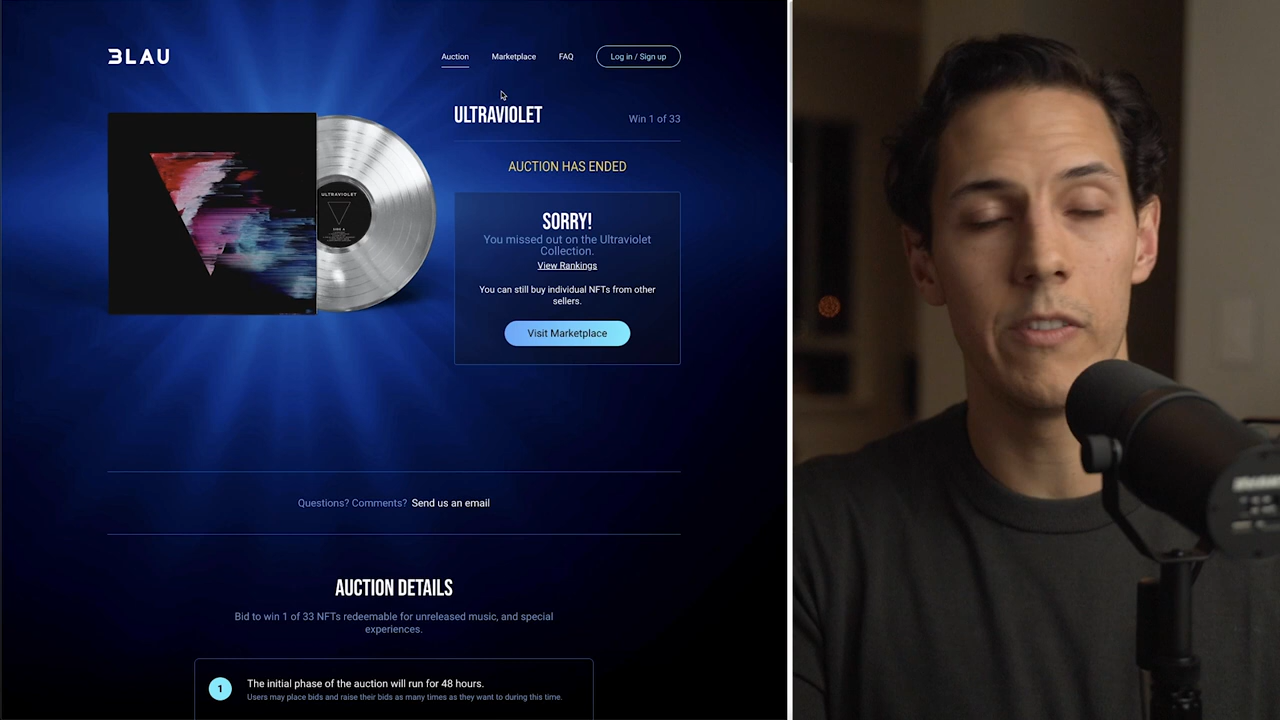 3LAU
Auction Marketplace FAQ Log in / Sign up
ULTRAVIOLET
Win 1 of 33
AUCTION HAS ENDED
ULTRAVIOLET
SIDE A
SORRY!
You missed out on the Ultraviolet
Collection.
View Rankings
You can still buy individual NFTs from other
sellers.
Visit Marketplace
Questions? Comments? Send us an email
AUCTION DETAILS
Bid to win 1 of 33 NFTs redeemable for unreleased music, and special
experiences.
1
The initial phase of the auction will run for 48 hours.
Users may place bids and raise their bids as many times as they want to during this time.